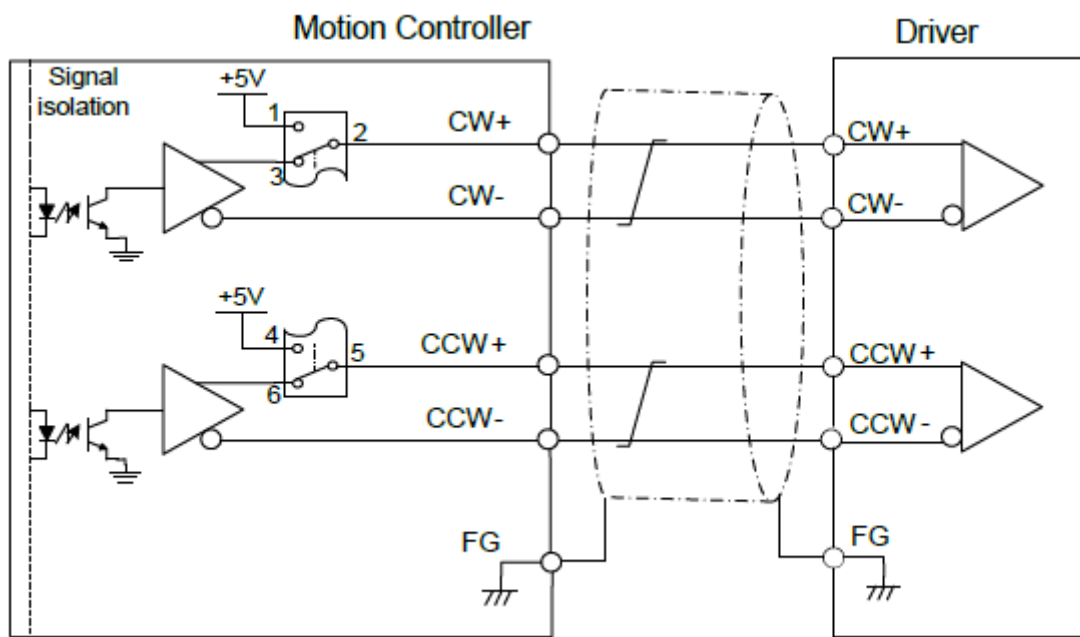 Motion Controller
Driver
Signal
isolation
+5V
1
2
3
CW+
CW-
CW+
CW-
+5V
4
5
6
CCW+
CCW-
CCW+
CCW -
FG
FG